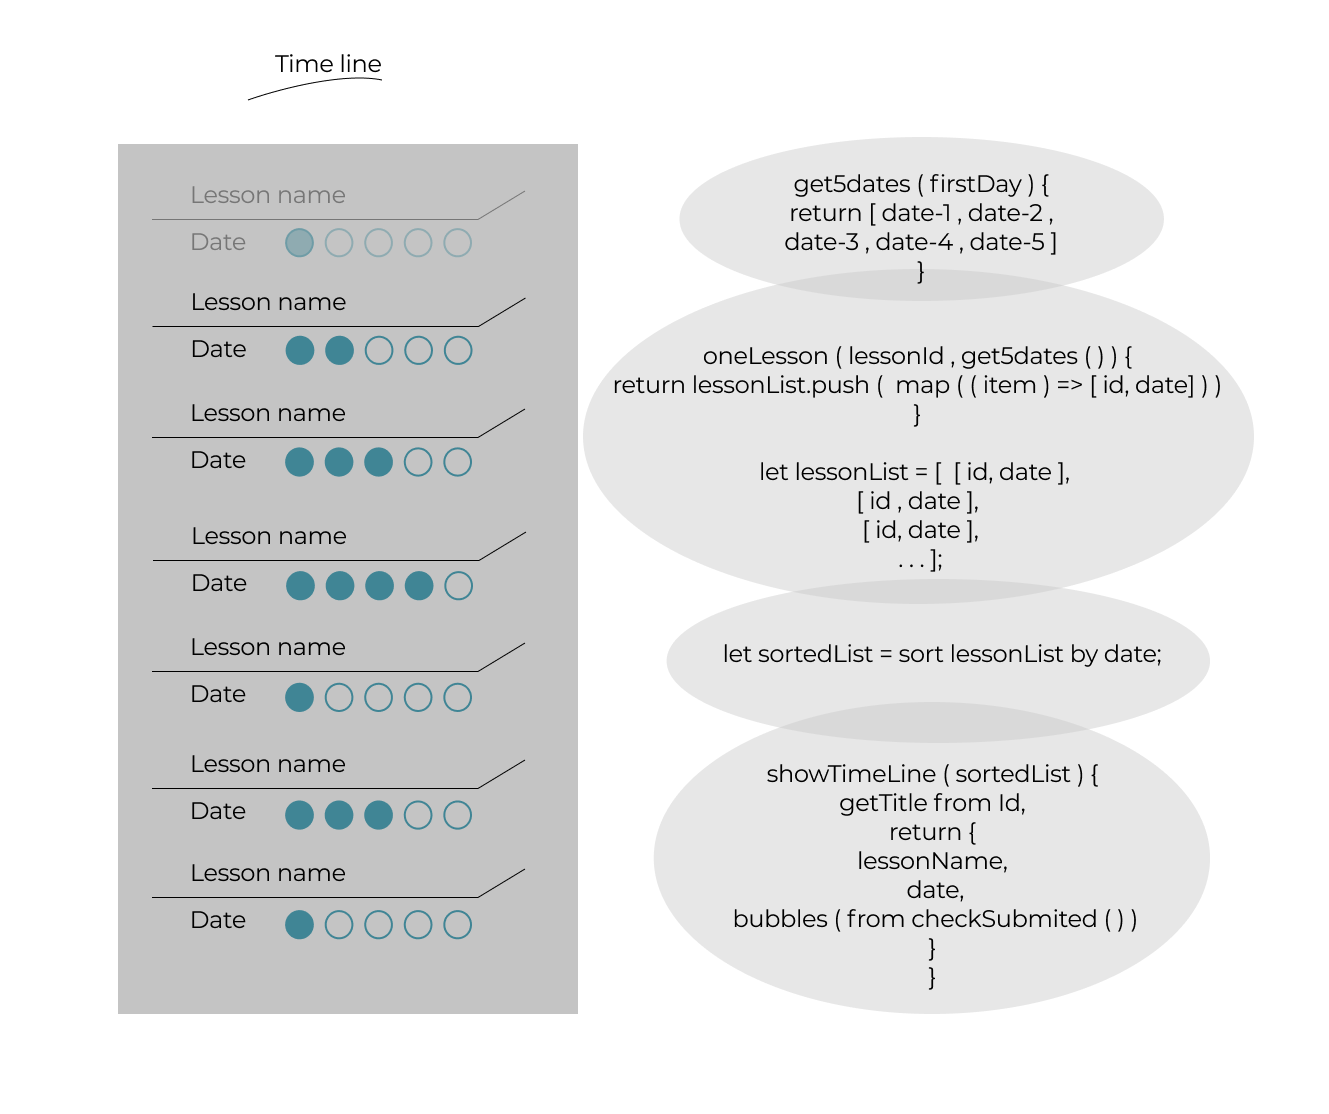 Time line
Lesson name
Date
Lesson name
Date
Lesson name
Date
Lesson name
Date
Lesson name
Date
Lesson name
Date
Lesson name
Date
get5dates ( firstDay ) {
return [ date-1 , date-2 ,
date-3 , date-4 , date-5 ]
}
oneLesson ( lessonId , get5dates ( ) ) {
return lessonList.push (  map ( ( item ) => [ id, date] ) )
}
let lessonList = [  [ id, date ],
[ id , date ],
[ id, date ],
. . . ];
let sortedList = sort lessonList by date;
showTimeLine ( sortedList ) {
getTitle from Id,
return {
lessonName,
date,
bubbles ( from checkSubmited ( ) )
}
}